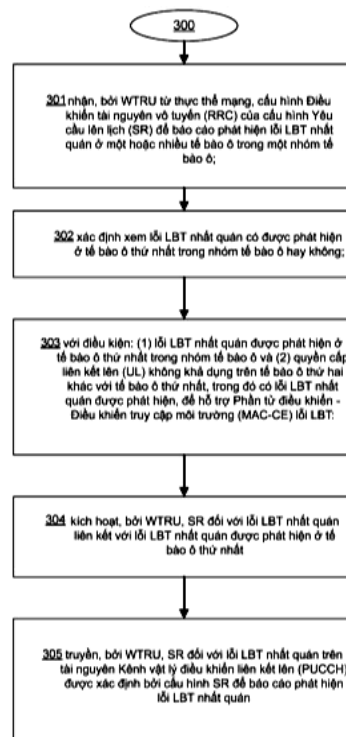 300
301 nhận, bởi WTRU từ thực thể mạng, cấu hình Điều
khiển tài nguyên vô tuyến (RRC) của cấu hình Yêu
cầu lên lịch (SR) để báo cáo phát hiện lỗi LBT nhất
quán ở một hoặc nhiều tế bào ô trong một nhóm tế
bào ô;
302 xác định xem lỗi LBT nhất quán có được phát hiện
ở tế bào ô thứ nhất trong nhóm tế bào ô hay không;
303 với điều kiện: (1) lỗi LBT nhất quán được phát hiện ở
tế bào ô thứ nhất trong nhóm tế bào ô và (2) quyền cấp
liên kết lên (UL) không khả dụng trên tế bào ô thứ hai
khác với tế bào ô thứ nhất, trong đó có lỗi LBT nhất
quán được phát hiện, để hỗ trợ Phần tử điều khiển -
Điều khiển truy cập môi trường (MAC-CE) lỗi LBT:
304 kích hoạt, bởi WTRU, SR đối với lỗi LBT nhất quán
liên kết với lỗi LBT nhất quán được phát hiện ở tế
bào ô thứ nhất
305 truyền, bởi WTRU, SR đối với lỗi LBT nhất quán trên
tài nguyên Kênh vật lý điều khiển liên kết lên (PUCCH)
được xác định bởi cấu hình SR để báo cáo phát hiện
lỗi LBT nhất quán